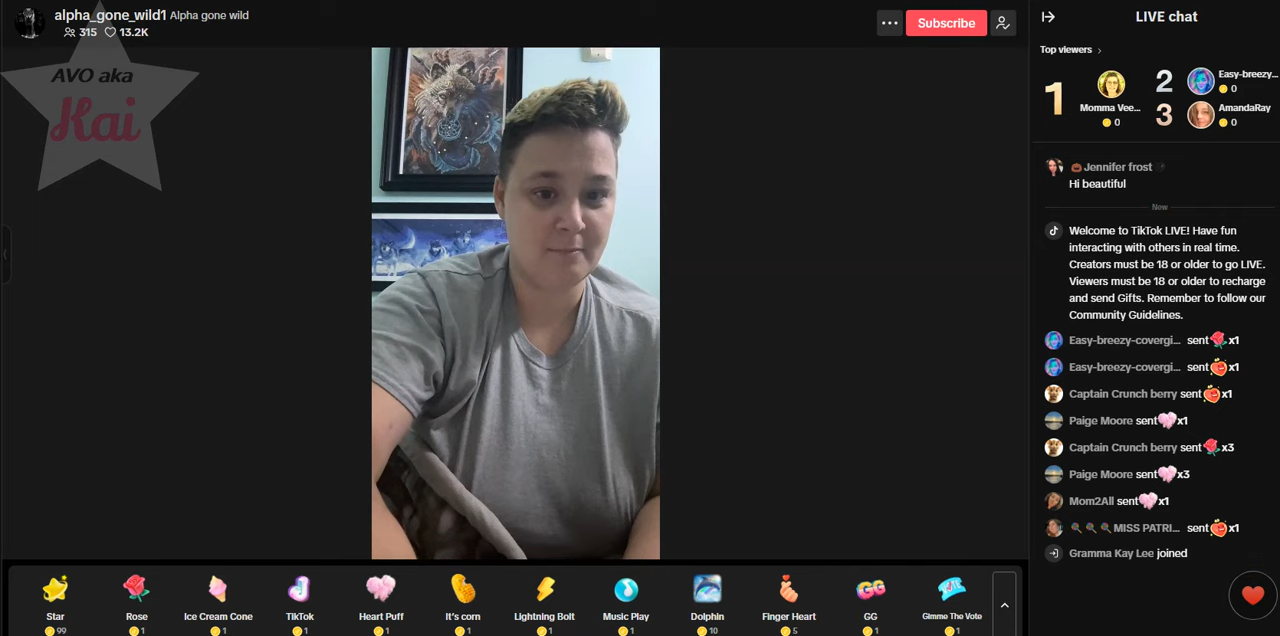 alpha_gone_wild1 Alpha gone wild
315 13.2K
AVO aka
Kai
Subscribe
LIVE chat
Top viewers
1 Momma Vee... 0
2 Easy-breezy... 0
3 AmandaRay 0
Jennifer frost
Hi beautiful
New
Welcome to TikTok LIVE! Have fun
interacting with others in real time.
Creators must be 18 or older to go LIVE.
Viewers must be 18 or older to recharge
and send Gifts. Remember to follow our
Community Guidelines.
Easy-breezy-covergi... sent x1
Easy-breezy-covergi... sent x1
Captain Crunch berry sent x1
Paige Moore sent x1
Captain Crunch berry sent x3
Paige Moore sent x3
Mom2All sent x1
MISS PATRI... sent x1
Gramma Kay Lee joined
Star Rose Ice Cream Cone TikTok Heart Puff It's corn Lightning Bolt Music Play Dolphin Finger Heart GG Gimme The Vote
99 1 1 1 1 1 1 1 10 5 1 1